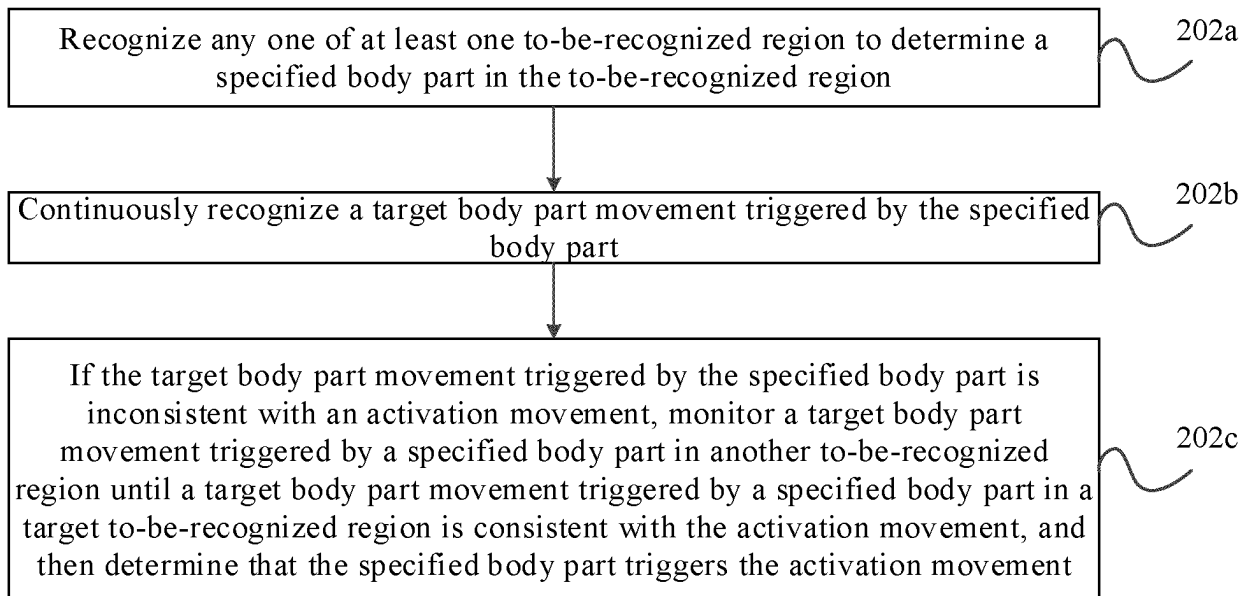 Recognize any one of at least one to-be-recognized region to determine a
specified body part in the to-be-recognized region
202a
Continuously recognize a target body part movement triggered by the specified
body part
202b
If the target body part movement triggered by the specified body part is
inconsistent with an activation movement, monitor a target body part
movement triggered by a specified body part in another to-be-recognized
region until a target body part movement triggered by a specified body part in a
target to-be-recognized region is consistent with the activation movement, and
then determine that the specified body part triggers the activation movement
202c